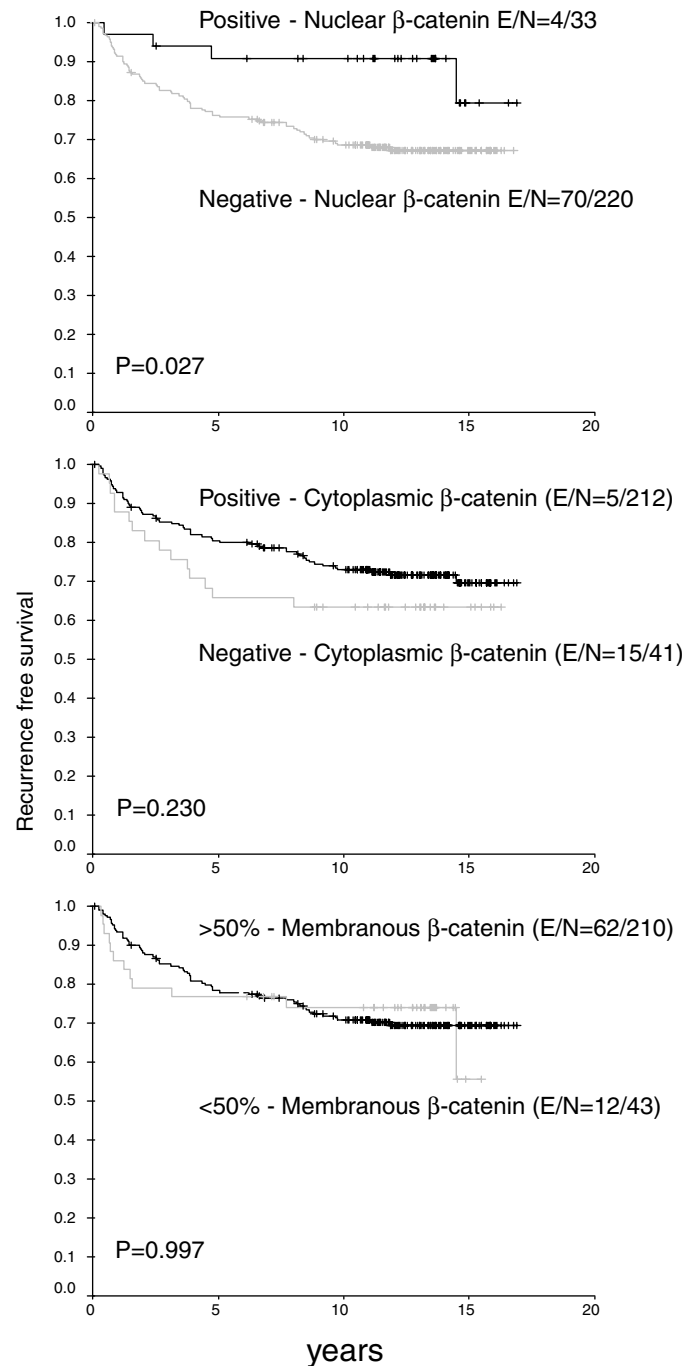 1.0
Positive - Nuclear β-catenin E/N=4/33
0.9
0.8
0.7
0.6
Negative - Nuclear β-catenin E/N=70/220
0.5
0.4
0.3
0.2
0.1
P=0.027
0.0
0 5 10 15 20
1.0
0.9
Positive - Cytoplasmic β-catenin (E/N=5/212)
0.8
0.7
0.6
0.5
Negative - Cytoplasmic β-catenin (E/N=15/41)
0.4
0.3
0.2
0.1
P=0.230
0.0
0 5 10 15 20
Recurrence free survival
1.0
>50% - Membranous β-catenin (E/N=62/210)
0.9
0.8
0.7
0.6
0.5
<50% - Membranous β-catenin (E/N=12/43)
0.4
0.3
0.2
0.1
P=0.997
0.0
0 5 10 15 20
years